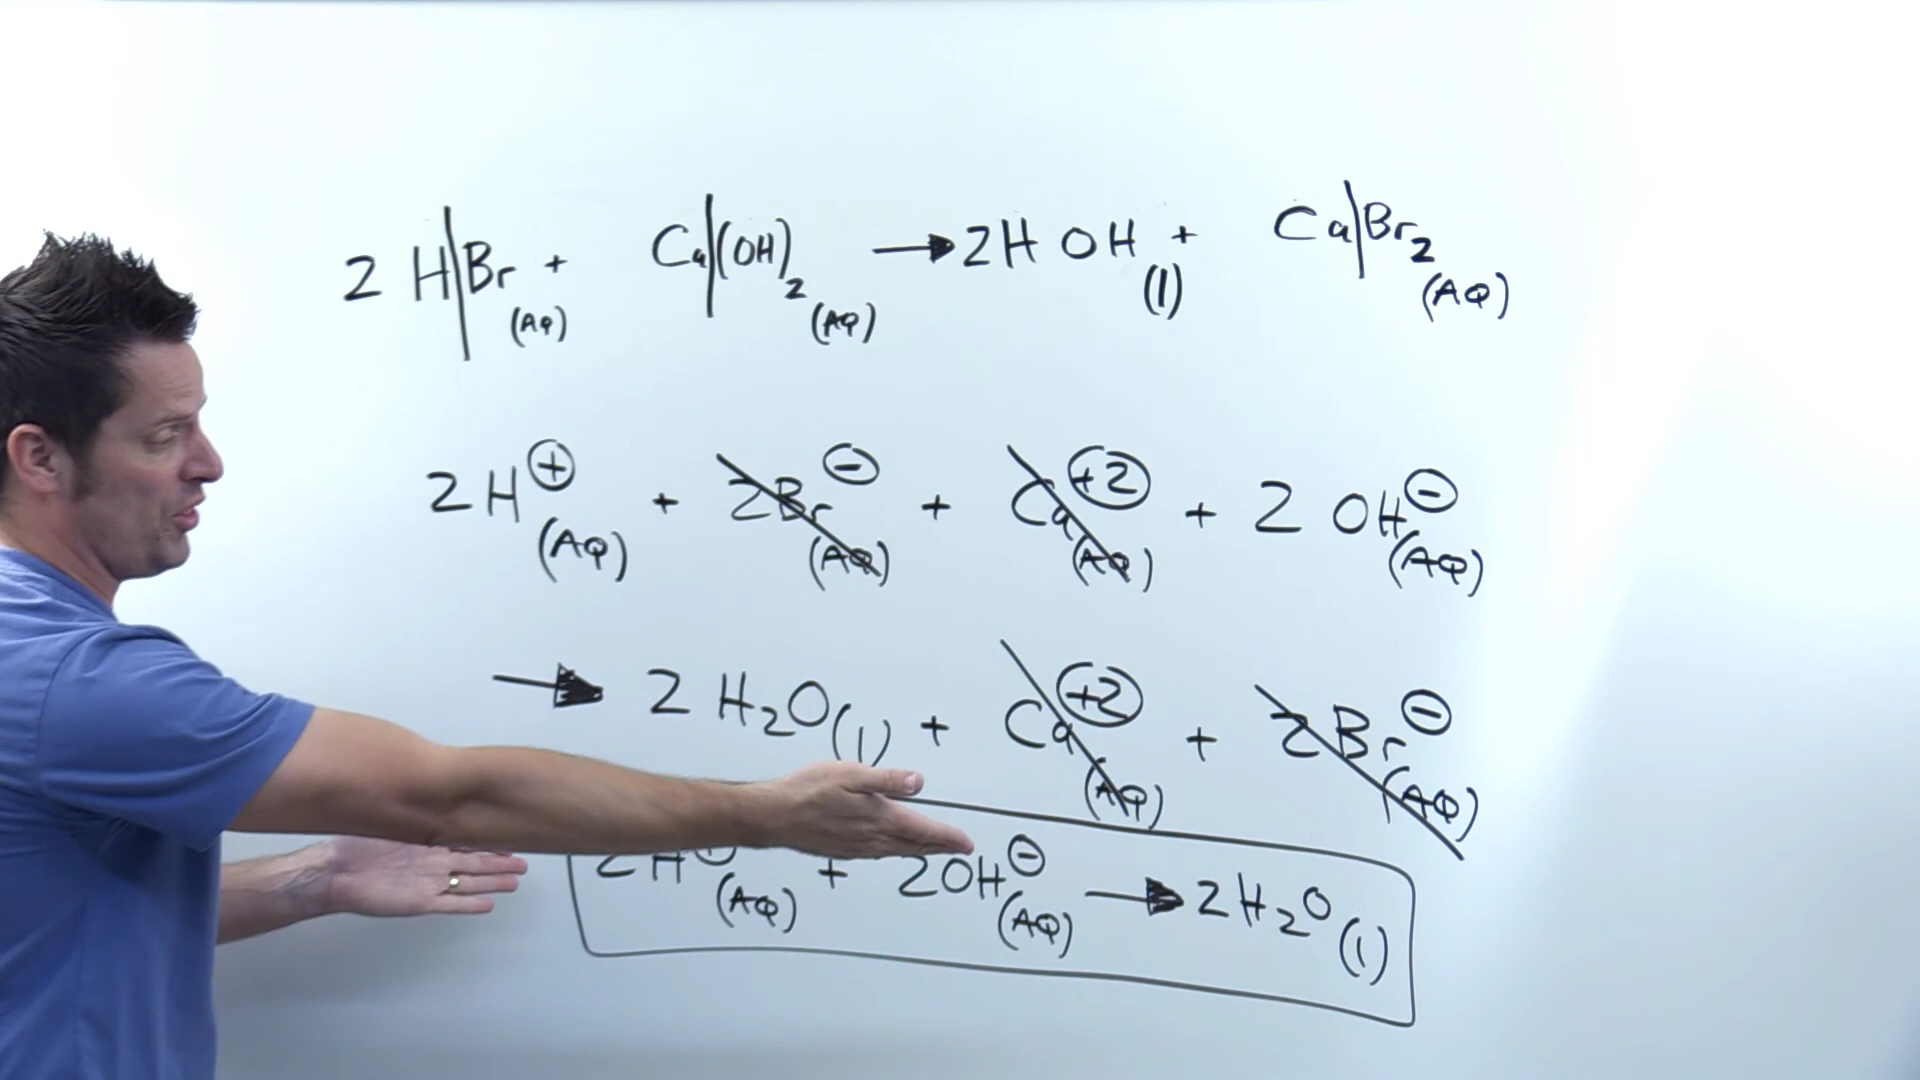 2 H|Br(AQ) + Ca|(OH)₂(AQ) → 2H OH(l) + Ca|Br₂(AQ)
2 H⊕(AQ) + 2Br⊖(AQ) + Ca+2(AQ) + 2 OH⊖(AQ)
→ 2 H₂O(l) + Ca+2(AQ) + 2Br⊖(AQ)
2H⊕(AQ) + 2OH⊖(AQ) → 2H₂O(l)